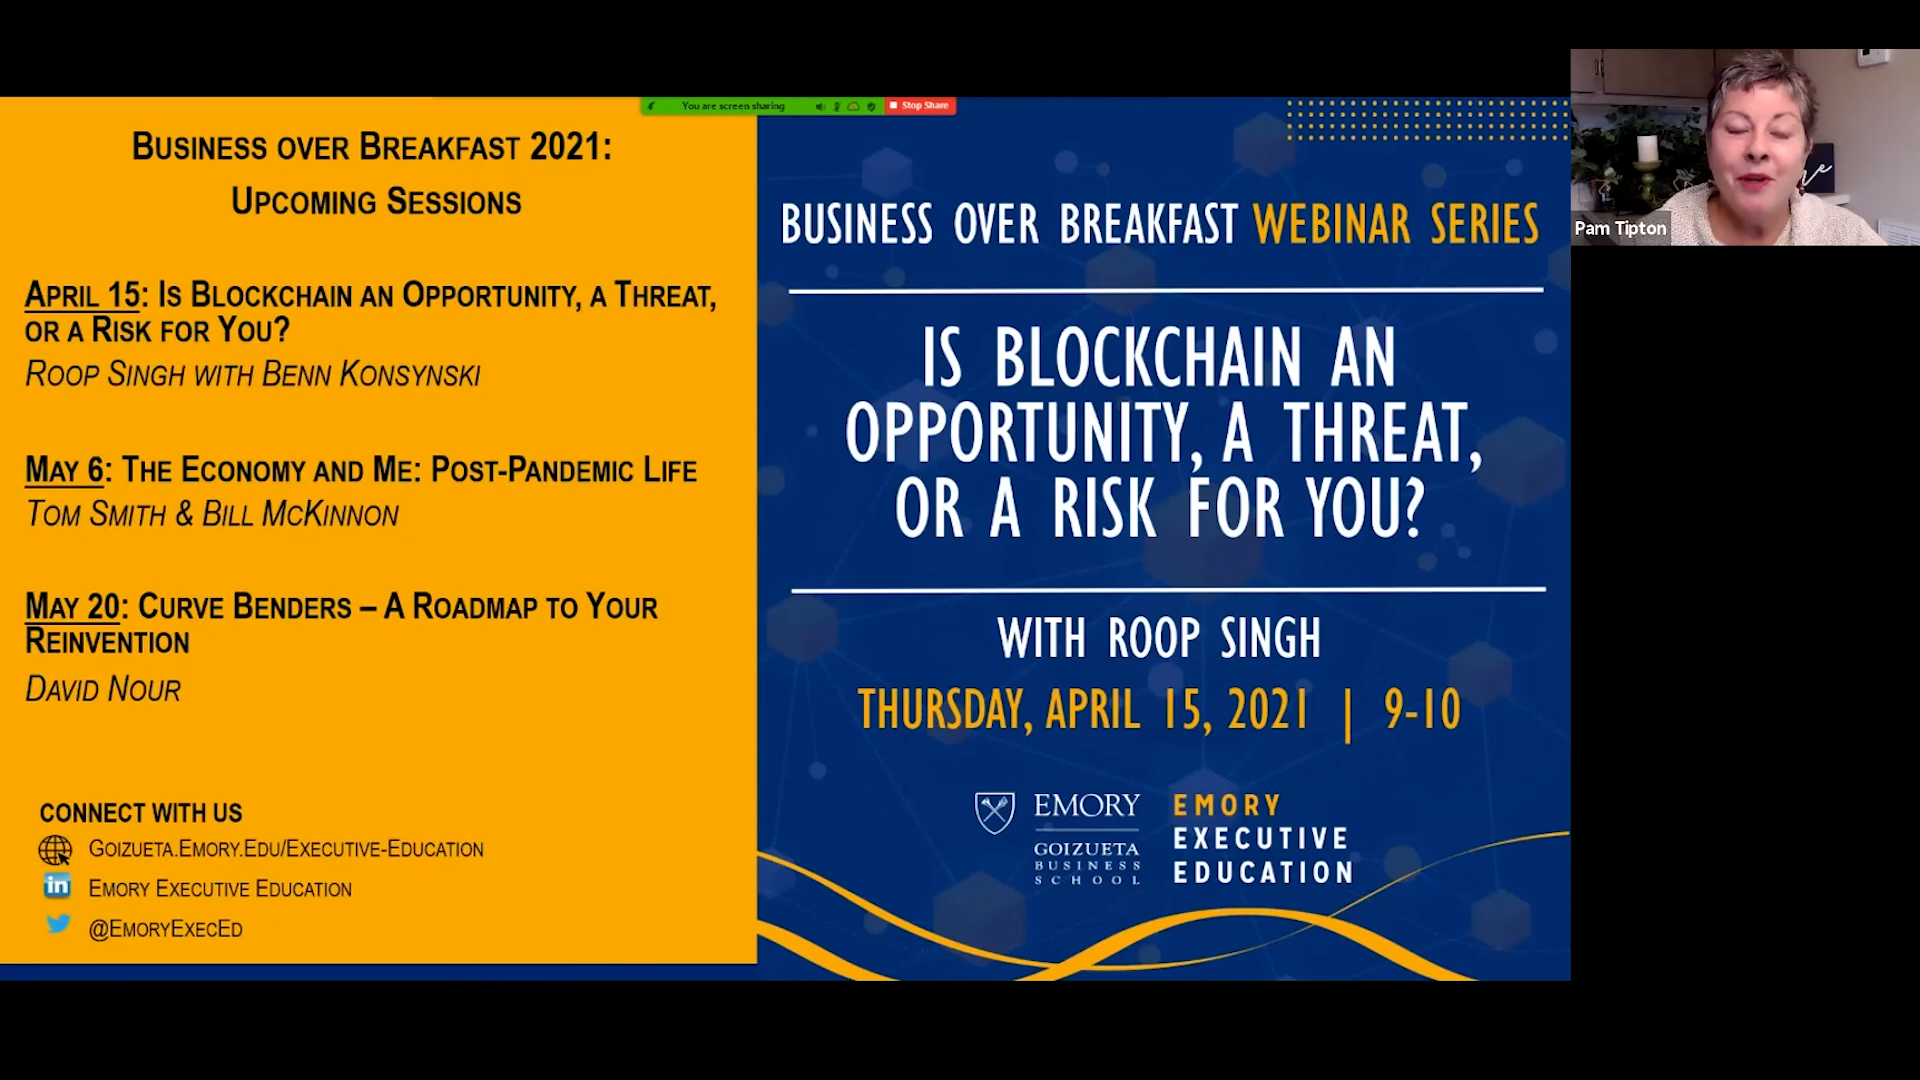 You are screen sharing
Stop Share
BUSINESS OVER BREAKFAST 2021:
UPCOMING SESSIONS
APRIL 15: IS BLOCKCHAIN AN OPPORTUNITY, A THREAT,
OR A RISK FOR YOU?
ROOP SINGH WITH BENN KONSYNSKI
MAY 6: THE ECONOMY AND ME: POST-PANDEMIC LIFE
TOM SMITH & BILL MCKINNON
MAY 20: CURVE BENDERS – A ROADMAP TO YOUR
REINVENTION
DAVID NOUR
CONNECT WITH US
GOIZUETA.EMORY.EDU/EXECUTIVE-EDUCATION
in
EMORY EXECUTIVE EDUCATION
@EMORYEXECED
BUSINESS OVER BREAKFAST WEBINAR SERIES
IS BLOCKCHAIN AN
OPPORTUNITY, A THREAT,
OR A RISK FOR YOU?
WITH ROOP SINGH
THURSDAY, APRIL 15, 2021 | 9-10
EMORY
GOIZUETA
BUSINESS
SCHOOL
EMORY
EXECUTIVE
EDUCATION
Pam Tipton